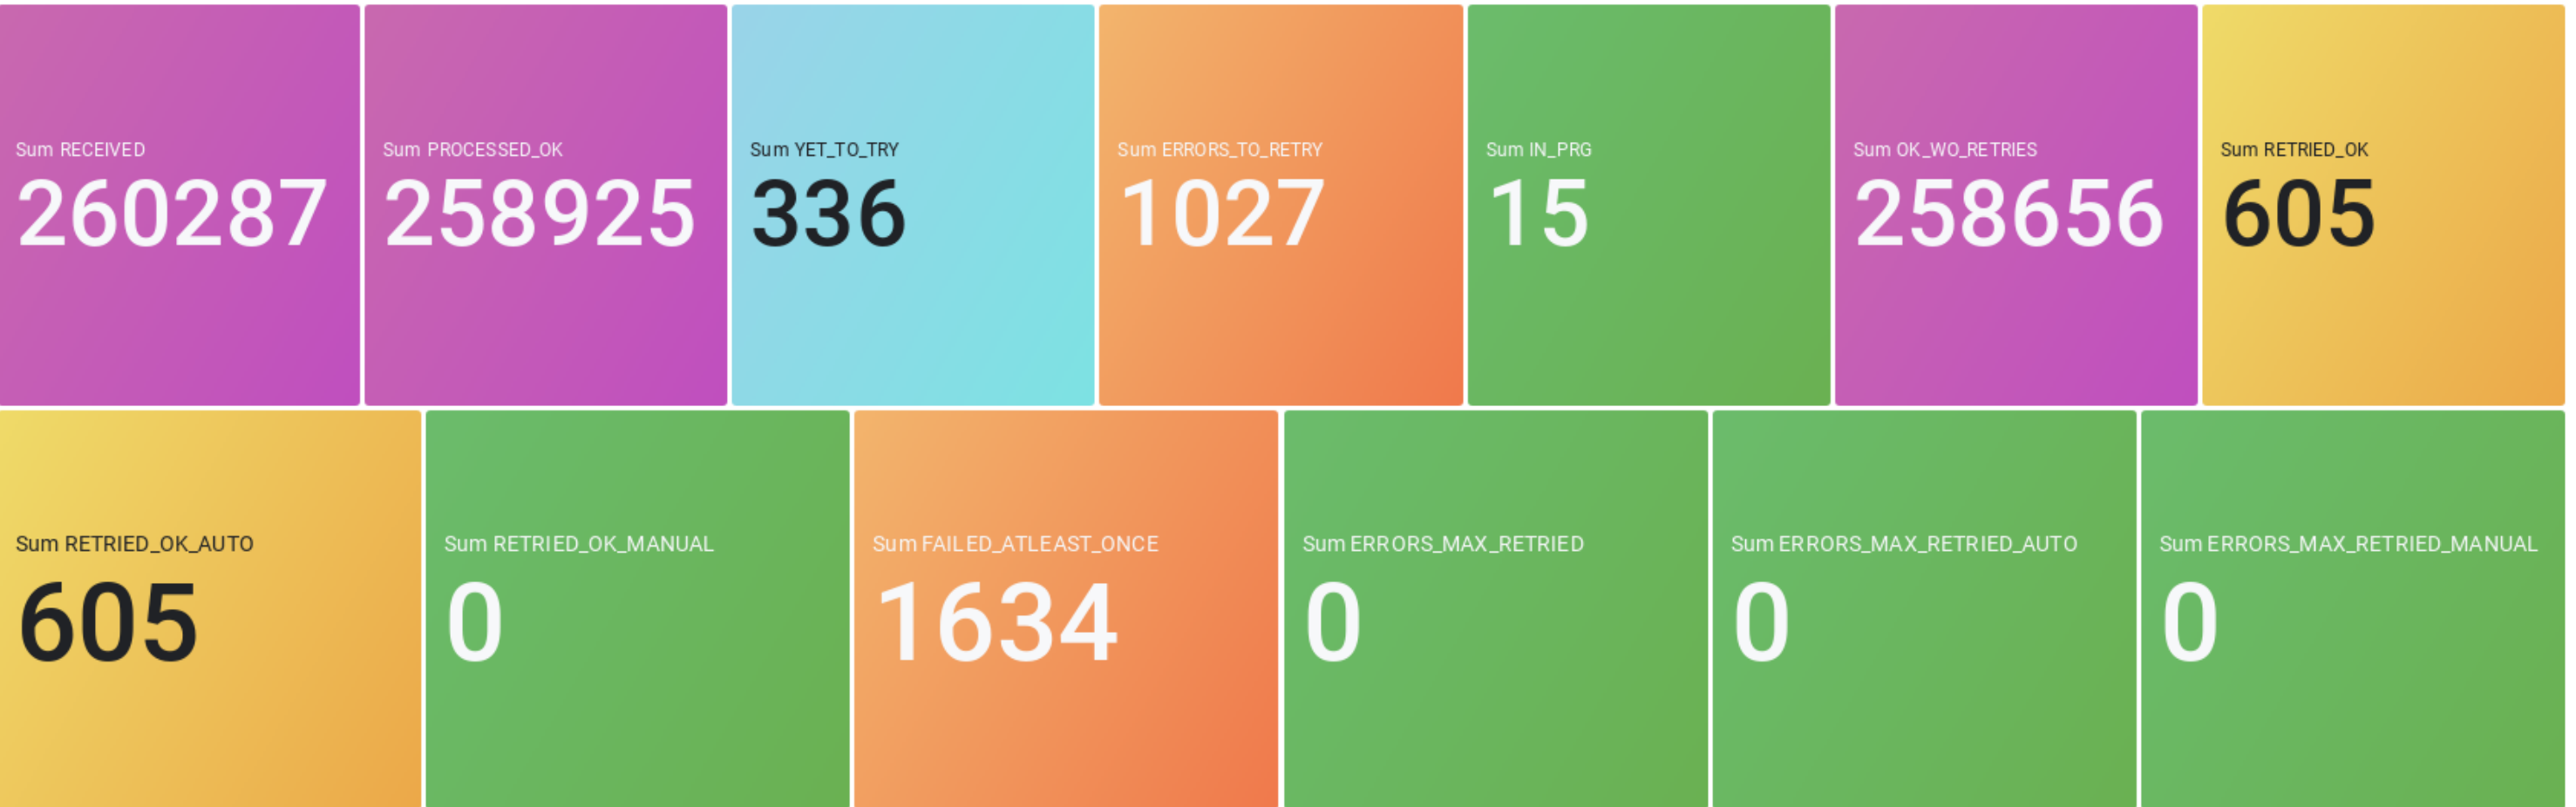 Sum RECEIVED
260287
Sum PROCESSED_OK
258925
Sum YET_TO_TRY
336
Sum ERRORS_TO_RETRY
1027
Sum IN_PRG
15
Sum OK_WO_RETRIES
258656
Sum RETRIED_OK
605
Sum RETRIED_OK_AUTO
605
Sum RETRIED_OK_MANUAL
0
Sum FAILED_ATLEAST_ONCE
1634
Sum ERRORS_MAX_RETRIED
0
Sum ERRORS_MAX_RETRIED_AUTO
0
Sum ERRORS_MAX_RETRIED_MANUAL
0